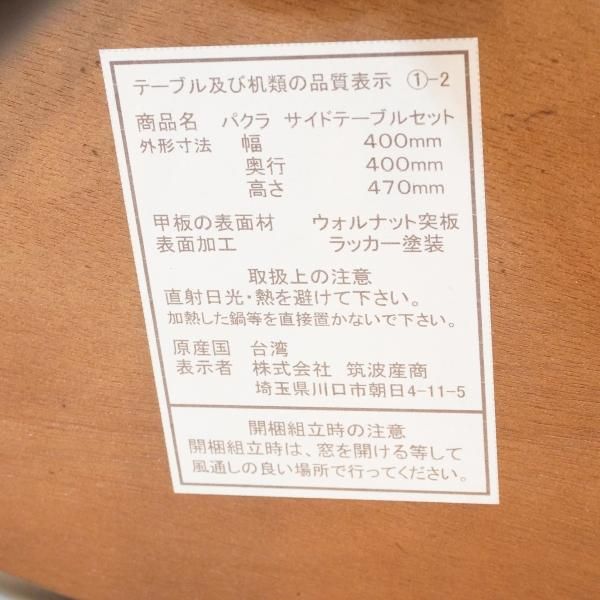 テーブル及び机類の品質表示 ①-2
商品名 パクラ サイドテーブルセット
外形寸法 幅 400mm
奥行 400mm
高さ 470mm
甲板の表面材 ウォルナット突板
表面加工 ラッカー塗装
取扱上の注意
直射日光・熱を避けて下さい。
加熱した鍋等を直接置かないで下さい。
原産国 台湾
表示者 株式会社 筑波産商
埼玉県川口市朝日4-11-5
開梱組立時の注意
開梱組立時は、窓を開ける等して
風通しの良い場所で行ってください。